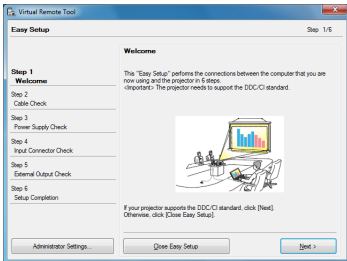 Virtual Remote Tool
Easy Setup
Step 1/6
Welcome
Step 1
Welcome
This "Easy Setup" performs the connections between the computer that you are
now using and the projector in 6 steps.
<Important> The projector needs to support the DDC/CI standard.
Step 2
Cable Check
Step 3
Power Supply Check
Step 4
Input Connector Check
Step 5
External Output Check
Step 6
Setup Completion
If your projector supports the DDC/CI standard, click [Next].
Otherwise, click [Close Easy Setup].
Administrator Settings...
Close Easy Setup
Next >